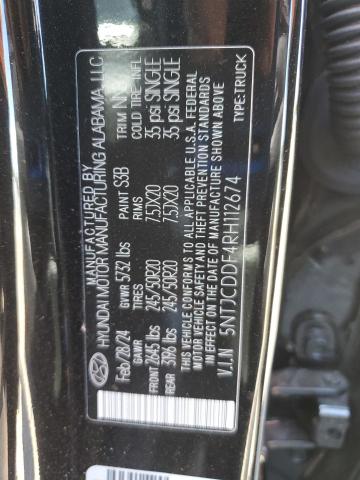 MANUFACTURED BY
HYUNDAI MOTOR MANUFACTURING ALABAMA, LLC
Feb/28/24 GVWR 5732 lbs PAINT S3B TRIM
GAWR TIRES COLD TIRE INFL
FRONT 2645 lbs 245/50R20 7.5JX20 35 psi SINGLE
REAR 3196 lbs 245/50R20 7.5JX20 35 psi SINGLE
THIS VEHICLE CONFORMS TO ALL APPLICABLE U.S.A. FEDERAL
MOTOR VEHICLE SAFETY AND THEFT PREVENTION
STANDARDS IN EFFECT ON THE DATE OF MANUFACTURE SHOWN ABOVE
V.I.N 5NTJCDDF4RH112674 TYPE:TRUCK